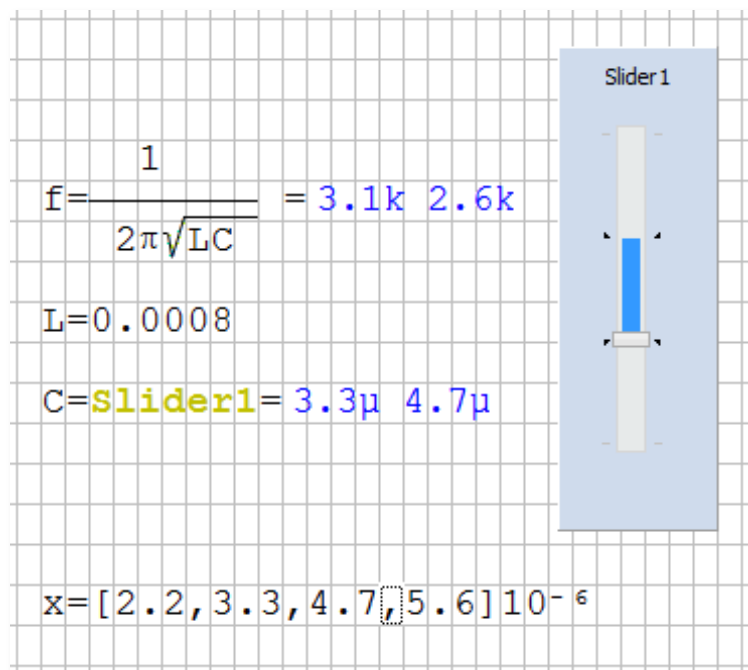 Slider1
f=1/(2π√LC) = 3.1k 2.6k
L=0.0008
C=Slider1= 3.3µ 4.7µ
x=[2.2,3.3,4.7,5.6]10⁻⁶